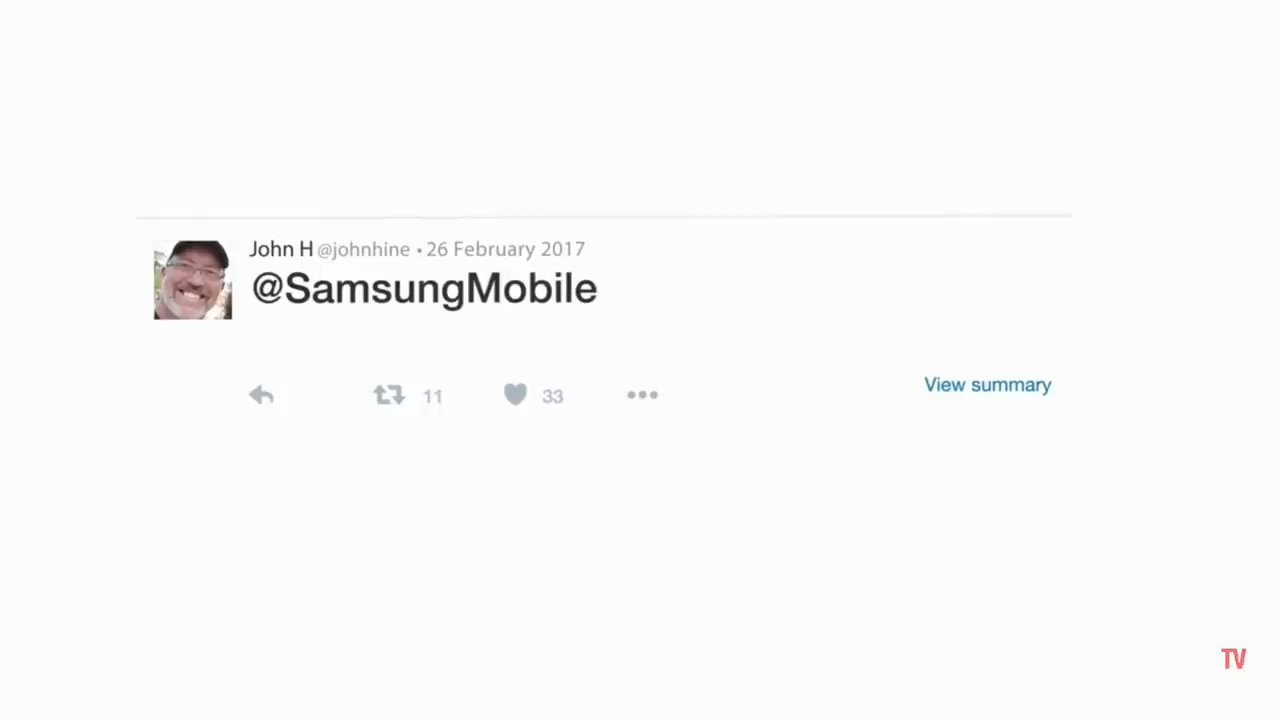 John H @johnhine • 26 February 2017
@SamsungMobile
11 33 •••
View summary
TV